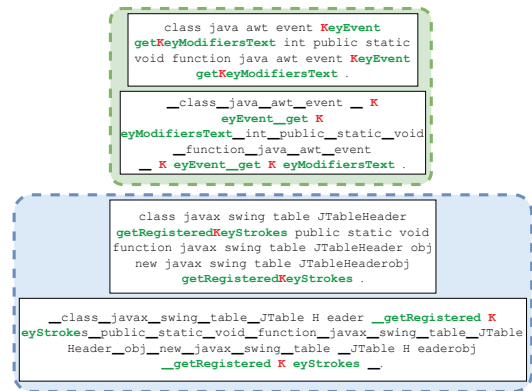 class java awt event KeyEvent
getKeyModifiersText int public static
void function java awt event KeyEvent
getKeyModifiersText .
__class__java__awt__event __ K
eyEvent__get K
eyModifiersText__int__public__static__void
__function__java__awt__event
__ K eyEvent__get K eyModifiersText .
class javax swing table JTableHeader
getRegisteredKeyStrokes public static void
function javax swing table JTableHeader obj
new javax swing table JTableHeaderobj
getRegisteredKeyStrokes .
__class__javax__swing__table__JTable H eader __getRegistered K
eyStrokes__public__static__void__function__javax__swing__table__JTable
Header__obj__new__javax__swing__table __JTable H eaderobj
__getRegistered K eyStrokes __.